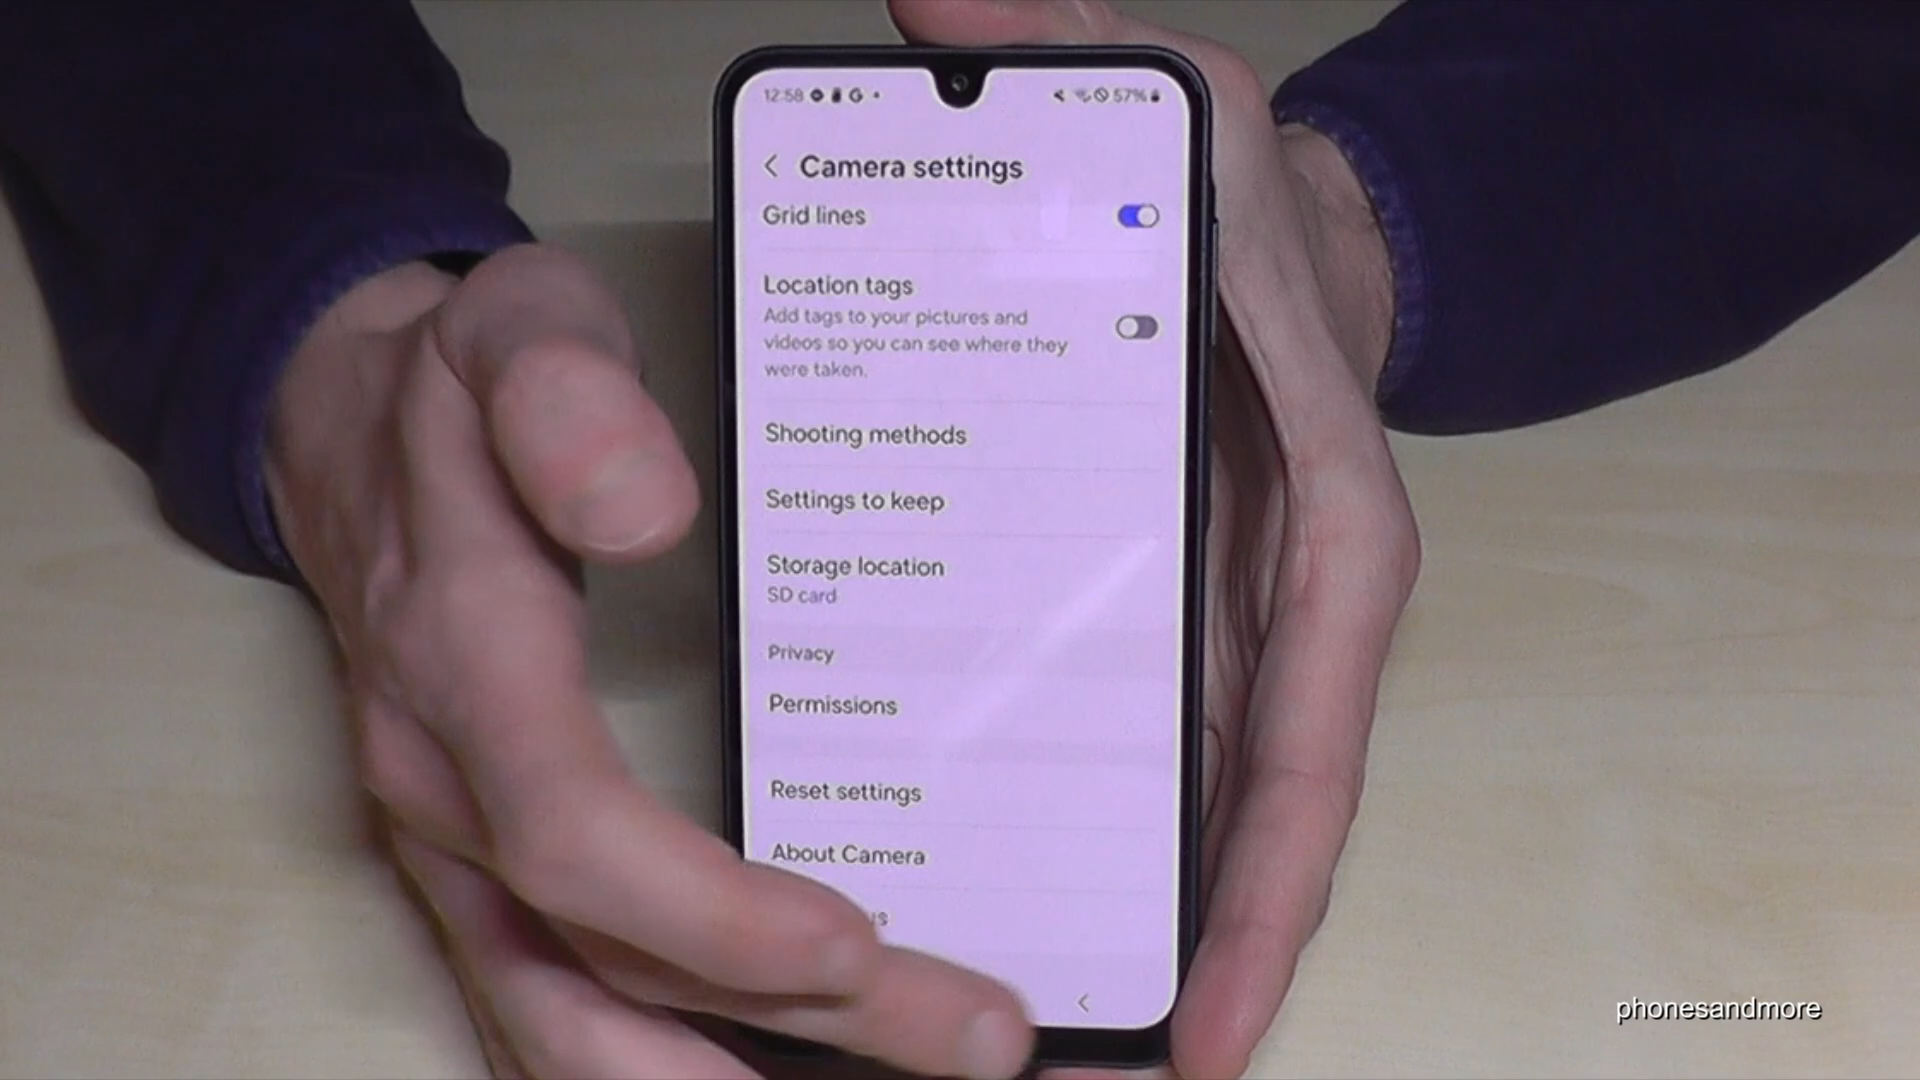 12:58 G 57%
Camera settings
Grid lines
Location tags
Add tags to your pictures and
videos so you can see where they
were taken.
Shooting methods
Settings to keep
Storage location
SD card
Privacy
Permissions
Reset settings
About Camera
phonesandmore